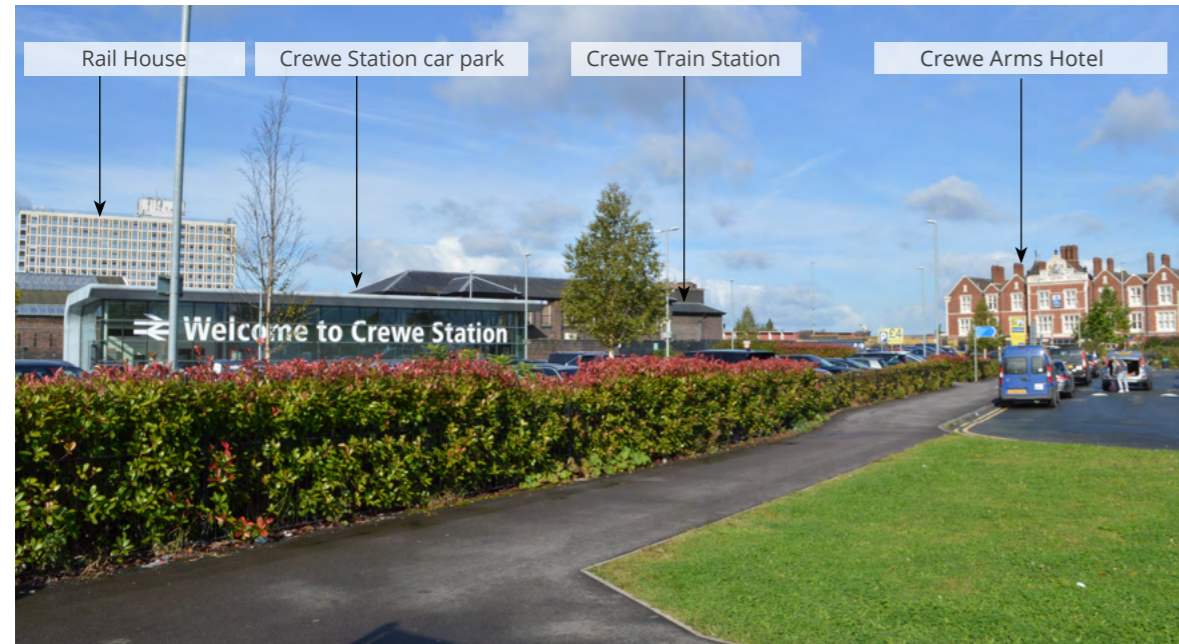 Rail House
Crewe Station car park
Crewe Train Station
Crewe Arms Hotel
Welcome to Crewe Station